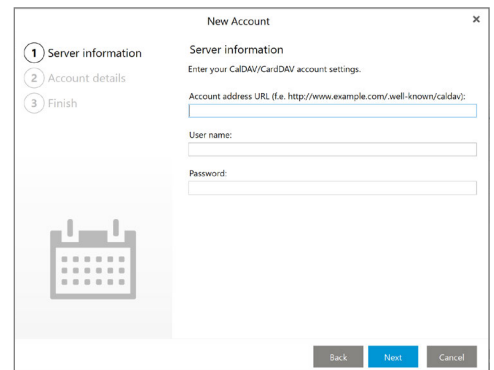 New Account
×
1 Server information
2 Account details
3 Finish
Server information
Enter your CalDAV/CardDAV account settings.
Account address URL (f.e. http://www.example.com/.well-known/caldav):
User name:
Password:
Back Next Cancel